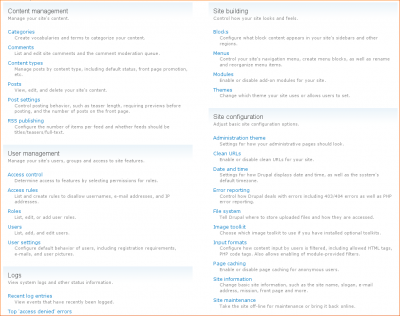 Content management
Manage your site's content.
Categories
Create vocabularies and terms to categorize your content.
Comments
List and edit site comments and the comment moderation queue.
Content types
Manage posts by content type, including default status, front page promotion,
etc.
Posts
View, edit, and delete your site's content.
Post settings
Control posting behavior, such as teaser length, requiring previews before
posting, and the number of posts on the front page.
RSS publishing
Configure the number of items per feed and whether feeds should be
titles/teasers/full-text.
User management
Manage your site's users, groups and access to site features.
Access control
Determine access to features by selecting permissions for roles.
Access rules
List and create rules to disallow usernames, e-mail addresses, and IP
addresses.
Roles
List, edit, or add user roles.
Users
List, add, and edit users.
User settings
Configure default behavior of users, including registration requirements,
e-mails, and user pictures.
Logs
View system logs and other status information.
Recent log entries
View events that have recently been logged.
Top 'access denied' errors
Site building
Control how your site looks and feels.
Blocks
Configure what block content appears in your site's sidebars and other
regions.
Menus
Control your site's navigation menu, create menu blocks, as well as rename
and reorganize menu items.
Modules
Enable or disable add-on modules for your site.
Themes
Change which theme your site uses or allows users to set.
Site configuration
Adjust basic site configuration options.
Administration theme
Settings for how your administrative pages should look.
Clean URLs
Enable or disable clean URLs for your site.
Date and time
Settings for how Drupal displays date and time, as well as the system's
default timezone.
Error reporting
Control how Drupal deals with errors including 403/404 errors as well as PHP
error reporting.
File system
Tell Drupal where to store uploaded files and how they are accessed.
Image toolkit
Choose which image toolkit to use if you have installed optional toolkits.
Input formats
Configure how content input by users is filtered, including allowed HTML tags,
PHP code tags. Also allows enabling of module-provided filters.
Page caching
Enable or disable page caching for anonymous users.
Site information
Change basic site information, such as the site name, slogan, e-mail
address, mission, front page and more.
Site maintenance
Take the site off-line for maintenance or bring it back online.